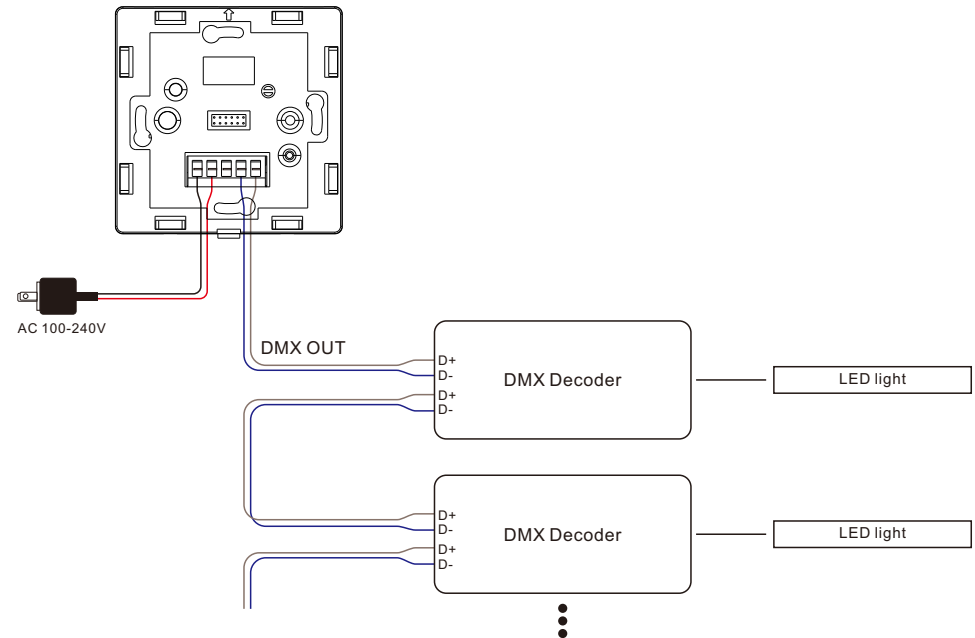 AC 100-240V
DMX OUT
D+
D-
D+
D-
DMX Decoder
LED light
D+
D-
D+
D-
DMX Decoder
LED light